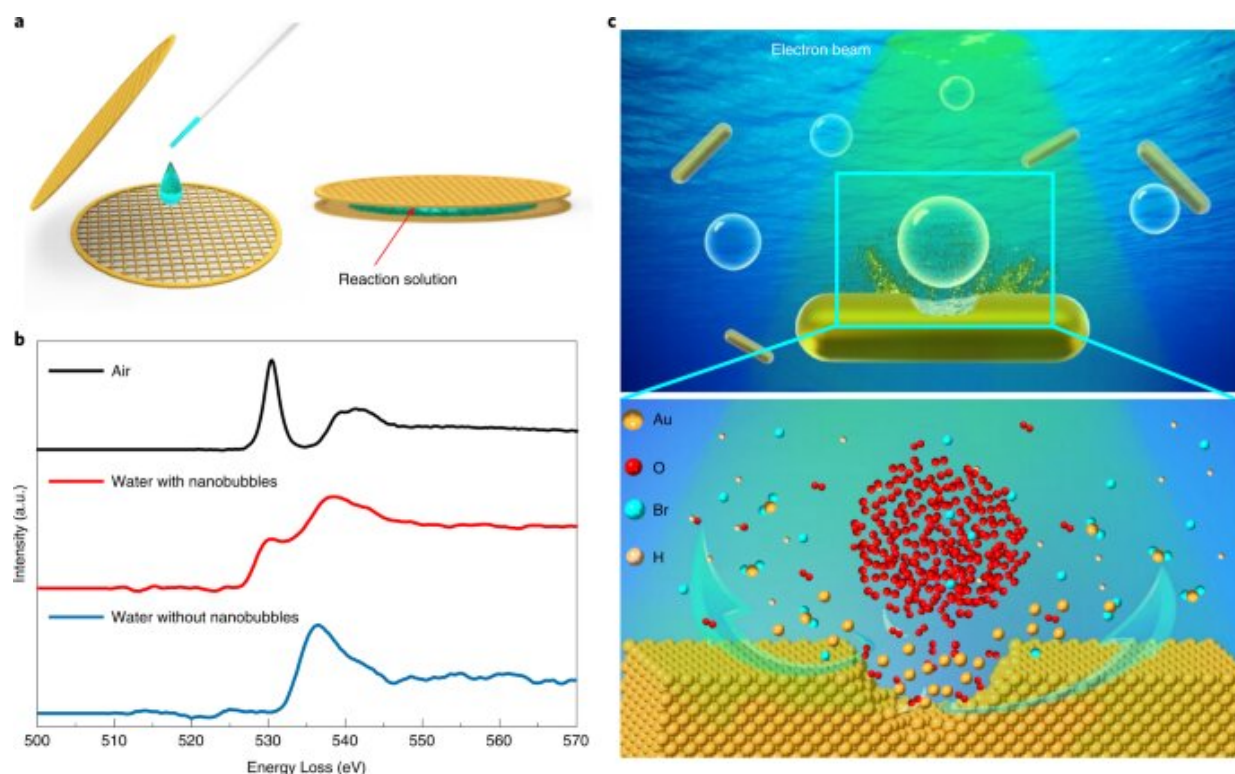 a
Reaction solution
b
Air
Water with nanobubbles
Water without nanobubbles
Intensity (a.u.)
500 510 520 530 540 550 560 570
Energy Loss (eV)
c
Electron beam
Au
O
Br
H